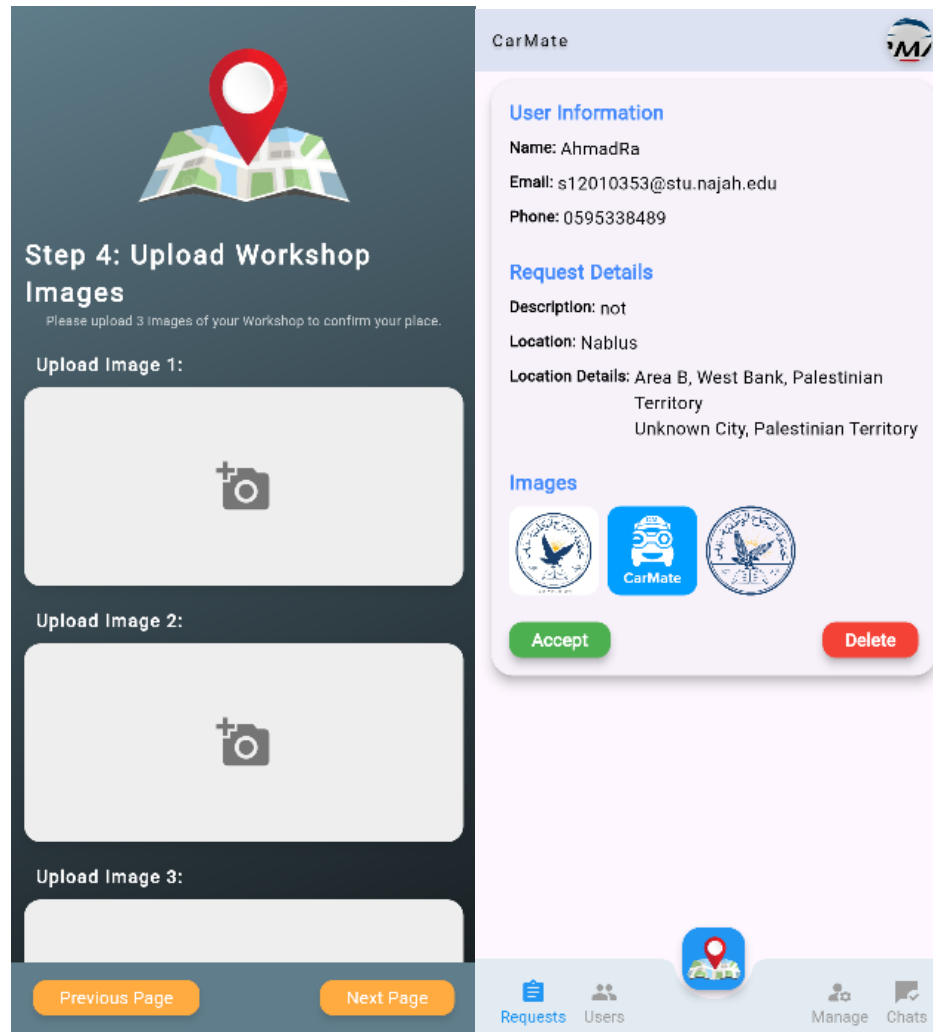 Step 4: Upload Workshop
Images
Please upload 3 images of your Workshop to confirm your place.
Upload Image 1:
Upload Image 2:
Upload Image 3:
Previous Page
Next Page
CarMate
User Information
Name: AhmadRa
Email: s12010353@stu.najah.edu
Phone: 0595338489
Request Details
Description: not
Location: Nablus
Location Details: Area B, West Bank, Palestinian
Territory
Unknown City, Palestinian Territory
Images
CarMate
Accept
Delete
Requests
Users
Manage
Chats